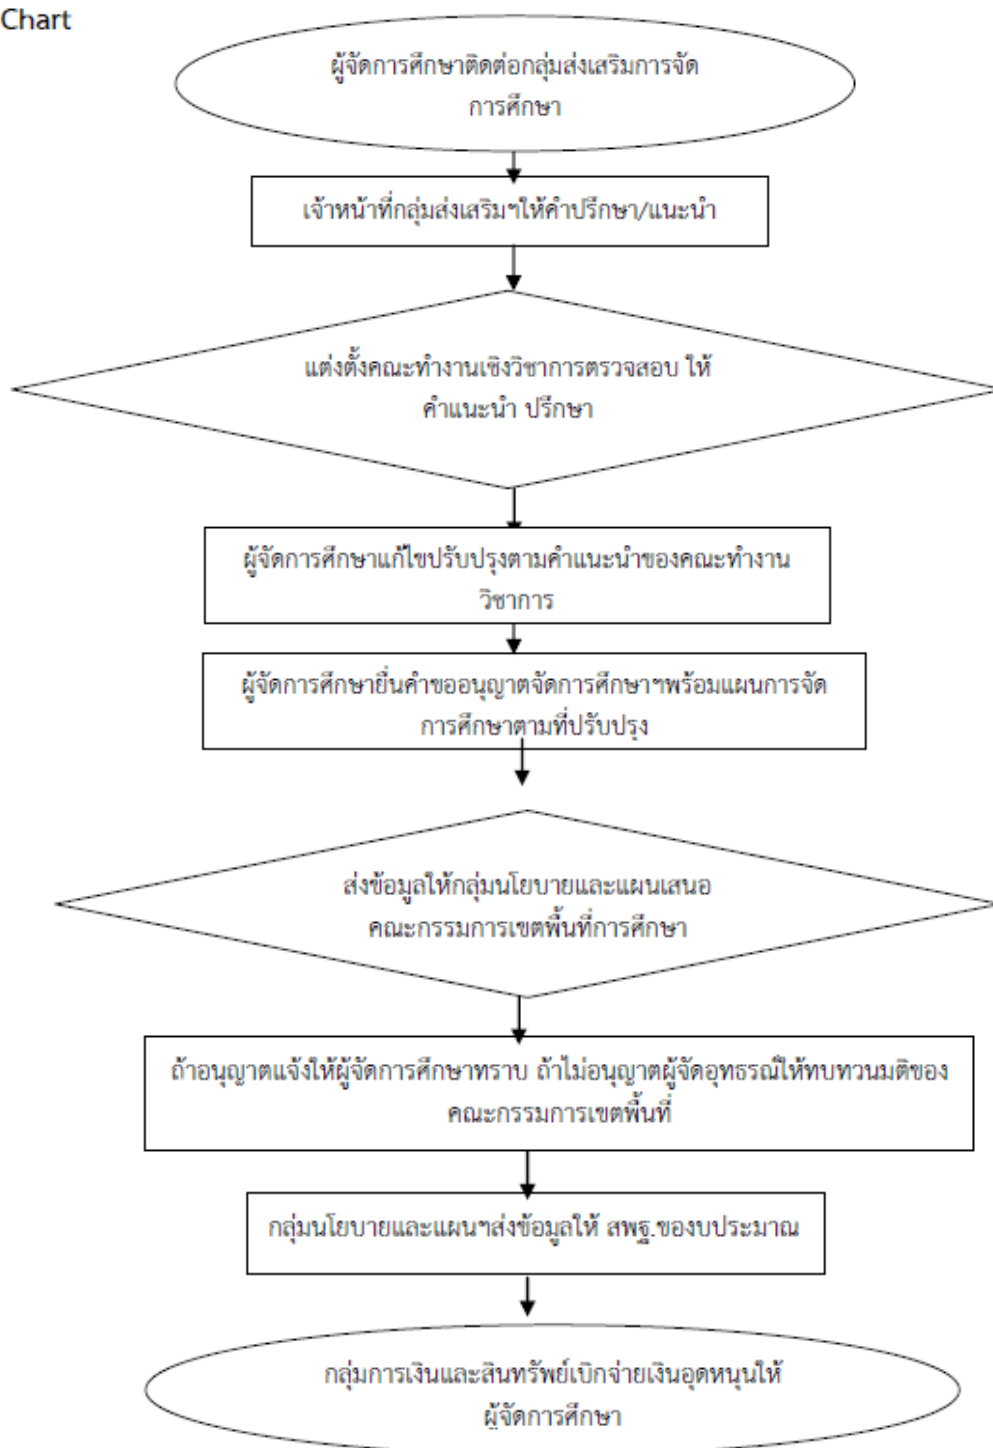 Chart
ผู้จัดการศึกษาติดต่อกลุ่มส่งเสริมการจัด
การศึกษา
เจ้าหน้าที่กลุ่มส่งเสริมฯให้คำปรึกษา/แนะนำ
แต่งตั้งคณะทำงานเชิงวิชาการตรวจสอบ ให้
คำแนะนำ ปรึกษา
ผู้จัดการศึกษาแก้ไขปรับปรุงตามคำแนะนำของคณะทำงาน
วิชาการ
ผู้จัดการศึกษายื่นคำขออนุญาตจัดการศึกษาฯพร้อมแผนการจัด
การศึกษาตามที่ปรับปรุง
ส่งข้อมูลให้กลุ่มนโยบายและแผนเสนอ
คณะกรรมการเขตพื้นที่การศึกษา
ถ้าอนุญาตแจ้งให้ผู้จัดการศึกษาทราบ ถ้าไม่อนุญาตผู้จัดอุทธรณ์ให้ทบทวนมติของ
คณะกรรมการเขตพื้นที่
กลุ่มนโยบายและแผนฯส่งข้อมูลให้ สพฐ.ของบประมาณ
กลุ่มการเงินและสินทรัพย์เบิกจ่ายเงินอุดหนุนให้
ผู้จัดการศึกษา